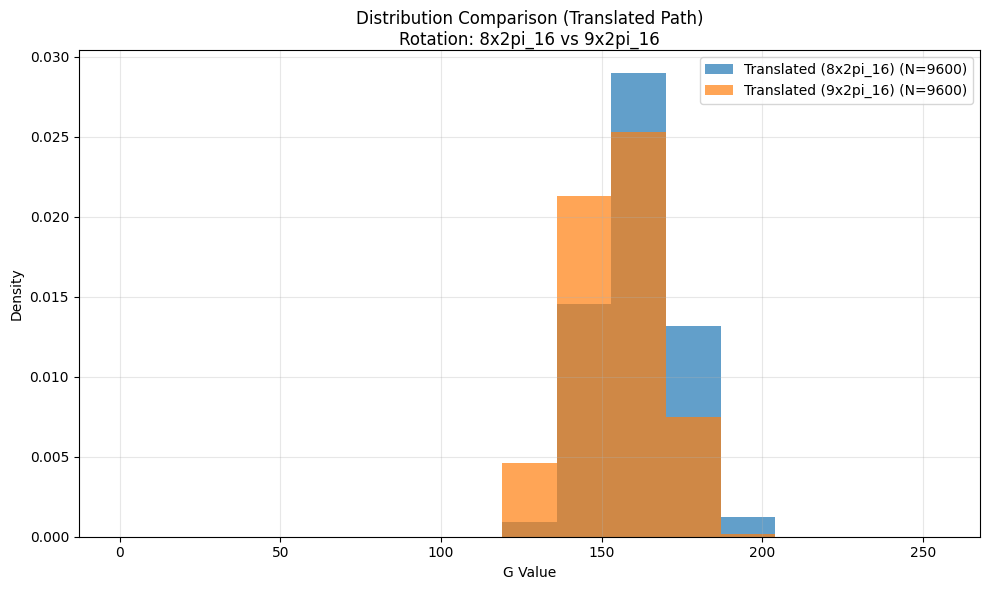 Distribution Comparison (Translated Path)
Rotation: 8x2pi_16 vs 9x2pi_16
Translated (8x2pi_16) (N=9600)
Translated (9x2pi_16) (N=9600)
Density
0.030
0.025
0.020
0.015
0.010
0.005
0.000
0 50 100 150 200 250
G Value